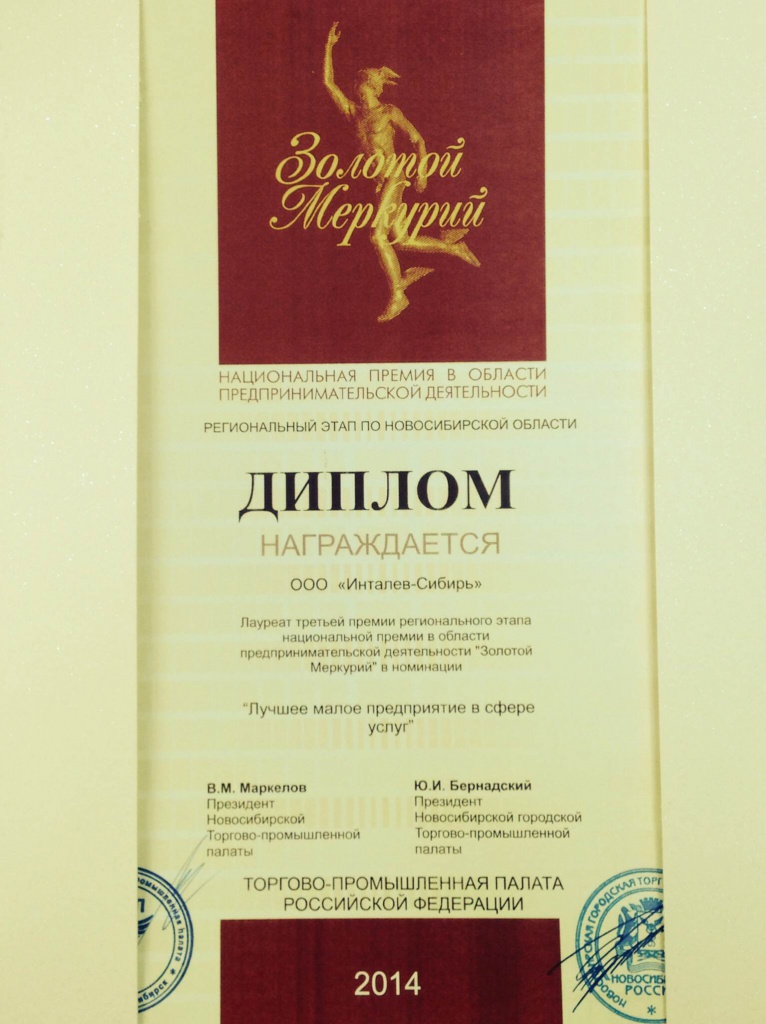 Золотой
Меркурий
НАЦИОНАЛЬНАЯ ПРЕМИЯ В ОБЛАСТИ
ПРЕДПРИНИМАТЕЛЬСКОЙ ДЕЯТЕЛЬНОСТИ
РЕГИОНАЛЬНЫЙ ЭТАП ПО НОВОСИБИРСКОЙ ОБЛАСТИ
ДИПЛОМ
НАГРАЖДАЕТСЯ
ООО «Инталев-Сибирь»
Лауреат третьей премии регионального этапа
национальной премии в области
предпринимательской деятельности "Золотой
Меркурий" в номинации
"Лучшее малое предприятие в сфере
услуг"
В.М. Маркелов
Президент
Новосибирской
Торгово-промышленной
палаты
Ю.И. Бернадский
Президент
Новосибирской городской
Торгово-промышленной
палаты
ТОРГОВО-ПРОМЫШЛЕННАЯ ПАЛАТА
РОССИЙСКОЙ ФЕДЕРАЦИИ
2014